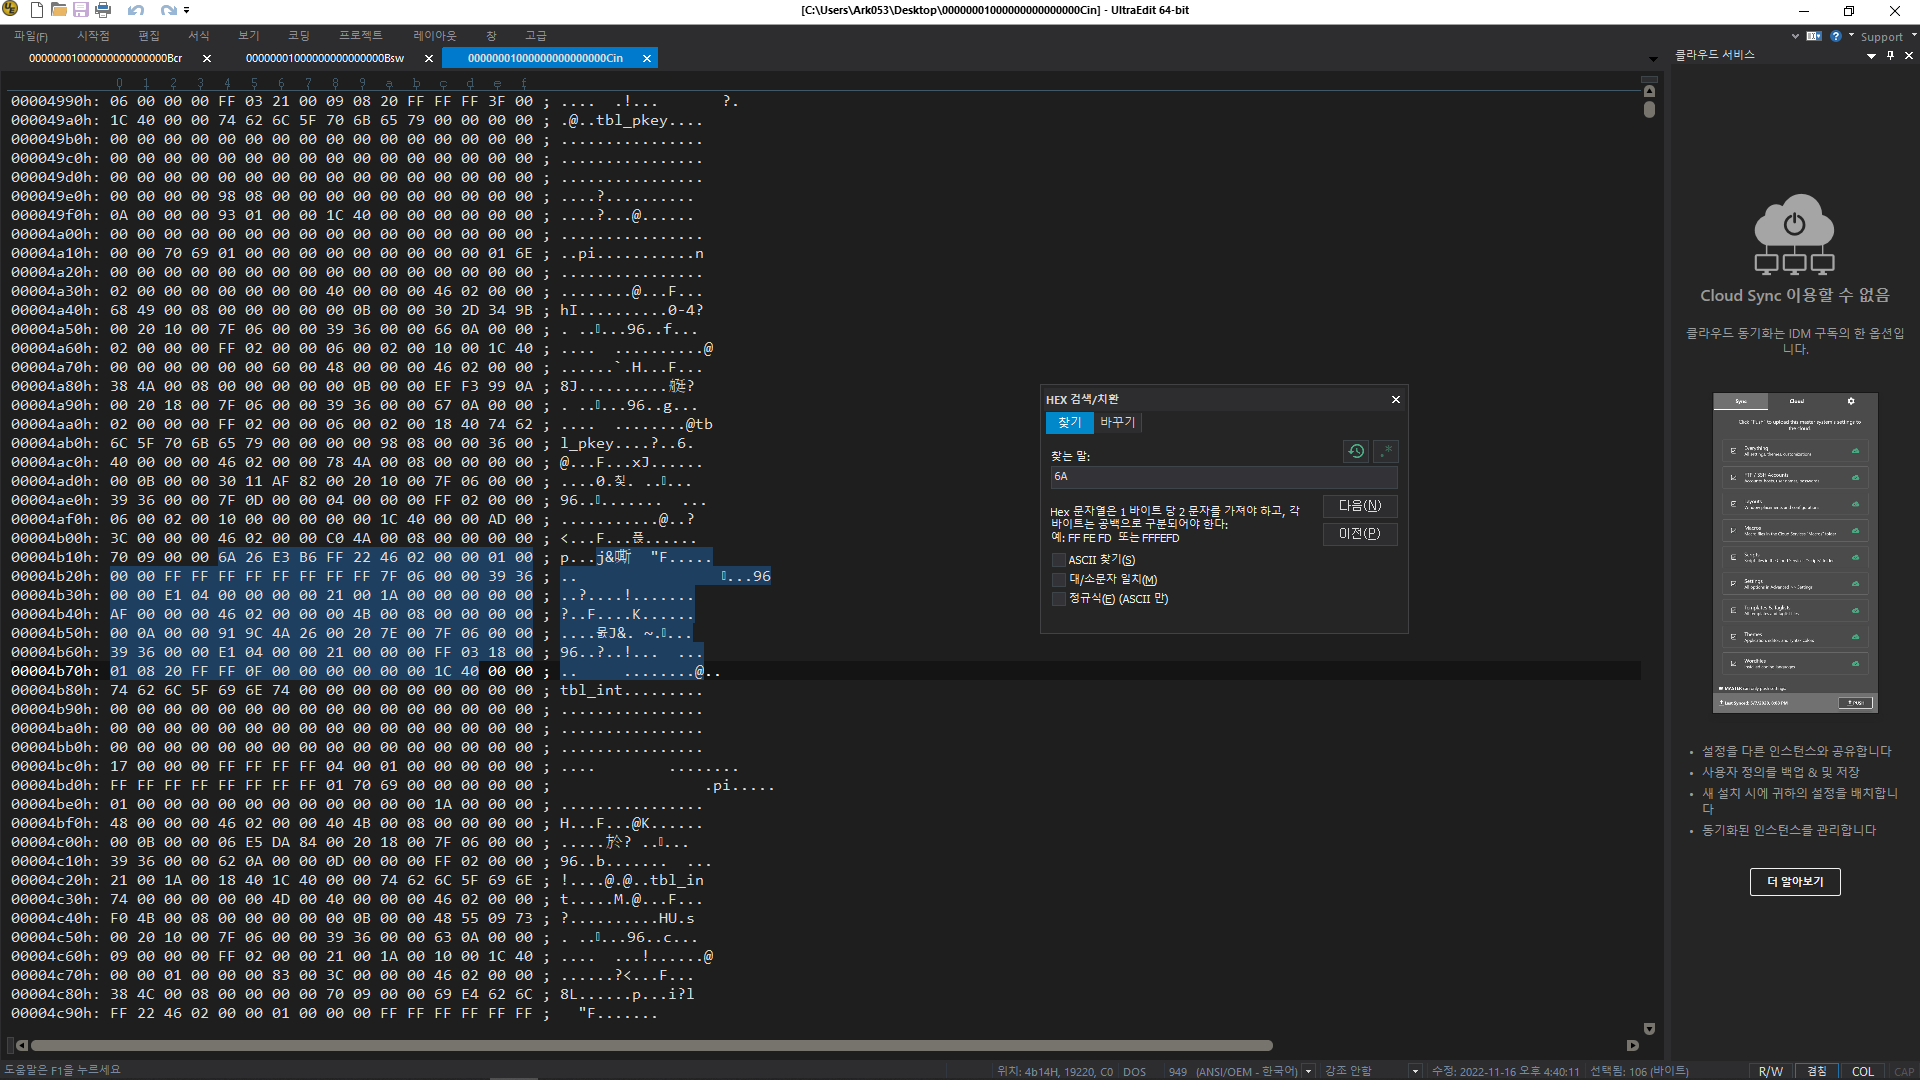 [C:\Users\Ark053\Desktop\00000001000000000000000Cin] - UltraEdit 64-bit
파일(F) 시작점 편집 서식 보기 코딩 프로젝트 레이아웃 창 고급
Support
00000001000000000000000Bcr 00000001000000000000000Bsw 00000001000000000000000Cin
클라우드 서비스
0 1 2 3 4 5 6 7 8 9 a b c d e f
00004990h: 06 00 00 00 FF 03 21 00 09 08 20 FF FF FF 3F 00 ; .... .!... ?.
000049a0h: 1C 40 00 00 74 62 6C 5F 70 6B 65 79 00 00 00 00 ; .@..tbl_pkey....
000049b0h: 00 00 00 00 00 00 00 00 00 00 00 00 00 00 00 00 ; ................
000049c0h: 00 00 00 00 00 00 00 00 00 00 00 00 00 00 00 00 ; ................
000049d0h: 00 00 00 00 00 00 00 00 00 00 00 00 00 00 00 00 ; ................
000049e0h: 00 00 00 00 98 08 00 00 00 00 00 00 00 00 00 00 ; ....?..........
000049f0h: 0A 00 00 00 93 01 00 00 1C 40 00 00 00 00 00 00 ; ....?...@......
00004a00h: 00 00 00 00 00 00 00 00 00 00 00 00 00 00 00 00 ; ................
00004a10h: 00 00 70 69 01 00 00 00 00 00 00 00 00 00 01 6E ; ..pi...........n
00004a20h: 00 00 00 00 00 00 00 00 00 00 00 00 00 00 00 00 ; ................
00004a30h: 02 00 00 00 00 00 00 00 40 00 00 00 46 02 00 00 ; ........@...F...
00004a40h: 68 49 00 08 00 00 00 00 00 0B 00 00 30 2D 34 9B ; hI..........0-4?
00004a50h: 00 20 10 00 7F 06 00 00 39 36 00 00 66 0A 00 00 ; . .....96..f...
00004a60h: 02 00 00 00 FF 02 00 00 06 00 02 00 10 00 1C 40 ; .... ..........@
00004a70h: 00 00 00 00 00 00 60 00 48 00 00 00 46 02 00 00 ; ......`.H...F...
00004a80h: 38 4A 00 08 00 00 00 00 00 0B 00 00 EF F3 99 0A ; 8J..........艇?
00004a90h: 00 20 18 00 7F 06 00 00 39 36 00 00 67 0A 00 00 ; . .....96..g...
00004aa0h: 02 00 00 00 FF 02 00 00 06 00 02 00 18 40 74 62 ; .... ........@tb
00004ab0h: 6C 5F 70 6B 65 79 00 00 00 00 98 08 00 00 36 00 ; l_pkey....?..6.
00004ac0h: 40 00 00 00 46 02 00 00 78 4A 00 08 00 00 00 00 ; @...F...xJ......
00004ad0h: 00 0B 00 00 30 11 AF 82 00 20 10 00 7F 06 00 00 ; ....0.칮. .....
00004ae0h: 39 36 00 00 7F 0D 00 00 04 00 00 00 FF 02 00 00 ; 96.......... ...
00004af0h: 06 00 02 00 10 00 00 00 00 00 1C 40 00 00 AD 00 ; ...........@..?
00004b00h: 3C 00 00 00 46 02 00 00 C0 4A 00 08 00 00 00 00 ; <...F...픘......
00004b10h: 70 09 00 00 6A 26 E3 B6 FF 22 46 02 00 00 01 00 ; p...j&嘶 "F.....
00004b20h: 00 00 FF FF FF FF FF FF FF FF 7F 06 00 00 39 36 ; .. ...96
00004b30h: 00 00 E1 04 00 00 00 00 21 00 1A 00 00 00 00 00 ; ..?....!.......
00004b40h: AF 00 00 00 46 02 00 00 00 4B 00 08 00 00 00 00 ; ?..F....K......
00004b50h: 00 0A 00 00 91 9C 4A 26 00 20 7E 00 7F 06 00 00 ; ....몱J&. ~.....
00004b60h: 39 36 00 00 E1 04 00 00 21 00 00 00 FF 03 18 00 ; 96..?..!... ...
00004b70h: 01 08 20 FF FF 0F 00 00 00 00 00 00 1C 40 00 00 ; .. ........@..
00004b80h: 74 62 6C 5F 69 6E 74 00 00 00 00 00 00 00 00 00 ; tbl_int.........
00004b90h: 00 00 00 00 00 00 00 00 00 00 00 00 00 00 00 00 ; ................
00004ba0h: 00 00 00 00 00 00 00 00 00 00 00 00 00 00 00 00 ; ................
00004bb0h: 00 00 00 00 00 00 00 00 00 00 00 00 00 00 00 00 ; ................
00004bc0h: 17 00 00 00 FF FF FF FF 04 00 01 00 00 00 00 00 ; .... ........
00004bd0h: FF FF FF FF FF FF FF FF 01 70 69 00 00 00 00 00 ; .pi.....
00004be0h: 01 00 00 00 00 00 00 00 00 00 00 00 1A 00 00 00 ; ................
00004bf0h: 48 00 00 00 46 02 00 00 40 4B 00 08 00 00 00 00 ; H...F...@K......
00004c00h: 00 0B 00 00 06 E5 DA 84 00 20 18 00 7F 06 00 00 ; .....於? .....
00004c10h: 39 36 00 00 62 0A 00 00 0D 00 00 00 FF 02 00 00 ; 96..b....... ...
00004c20h: 21 00 1A 00 18 40 1C 40 00 00 74 62 6C 5F 69 6E ; !....@.@..tbl_in
00004c30h: 74 00 00 00 00 00 4D 00 40 00 00 00 46 02 00 00 ; t.....M.@...F...
00004c40h: F0 4B 00 08 00 00 00 00 00 0B 00 00 48 55 09 73 ; ?..........HU.s
00004c50h: 00 20 10 00 7F 06 00 00 39 36 00 00 63 0A 00 00 ; . .....96..c...
00004c60h: 09 00 00 00 FF 02 00 00 21 00 1A 00 10 00 1C 40 ; .... ...!......@
00004c70h: 00 00 01 00 00 00 83 00 3C 00 00 00 46 02 00 00 ; ......?<...F...
00004c80h: 38 4C 00 08 00 00 00 00 70 09 00 00 69 E4 62 6C ; 8L......p...i?l
00004c90h: FF 22 46 02 00 00 01 00 00 00 FF FF FF FF FF FF ; "F.......
HEX 검색/치환
찾기 바꾸기
찾는 말:
6A
Hex 문자열은 1 바이트 당 2 문자를 가져야 하고, 각
바이트는 공백으로 구분되어야 한다:
예: FF FE FD 또는 FFFEFD
다음(N)
이전(P)
ASCII 찾기(S)
대/소문자 일치(M)
정규식(E) (ASCII 만)
Cloud Sync 이용할 수 없음
클라우드 동기화는 IDM 구독의 한 옵션입
니다.
Sync Cloud
Everything
FTP / SSH Accounts
Layouts
Macros
Scripts
Settings
Templates & Taglists
Themes
Wordfiles
PUSH
• 설정을 다른 인스턴스와 공유합니다
• 사용자 정의를 백업 & 및 저장
• 새 설치 시에 귀하의 설정을 배치합니
다
• 동기화된 인스턴스를 관리합니다
더 알아보기
도움말은 F1을 누르세요
위치: 4b14H, 19220, C0 DOS 949 (ANSI/OEM - 한국어) 강조 안함 수정: 2022-11-16 오후 4:40:11 선택됨: 106 (바이트) R/W 겹침 COL CAP